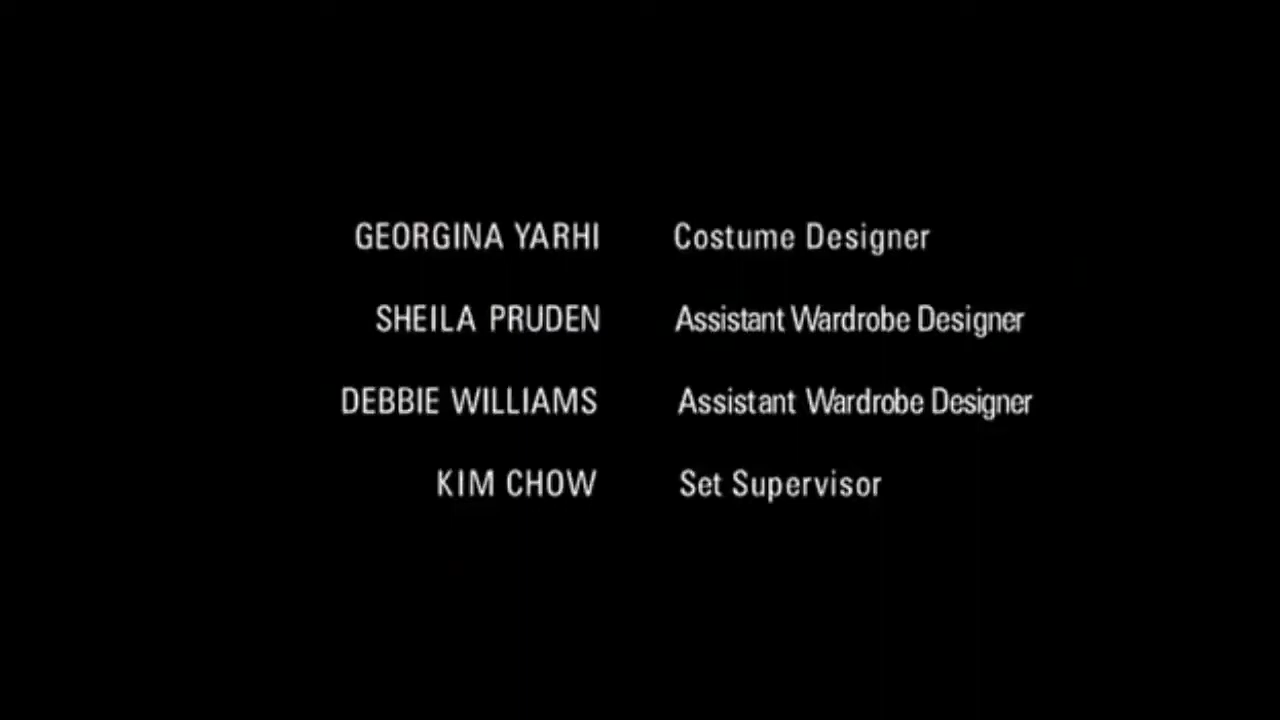 GEORGINA YARHI Costume Designer
SHEILA PRUDEN Assistant Wardrobe Designer
DEBBIE WILLIAMS Assistant Wardrobe Designer
KIM CHOW Set Supervisor